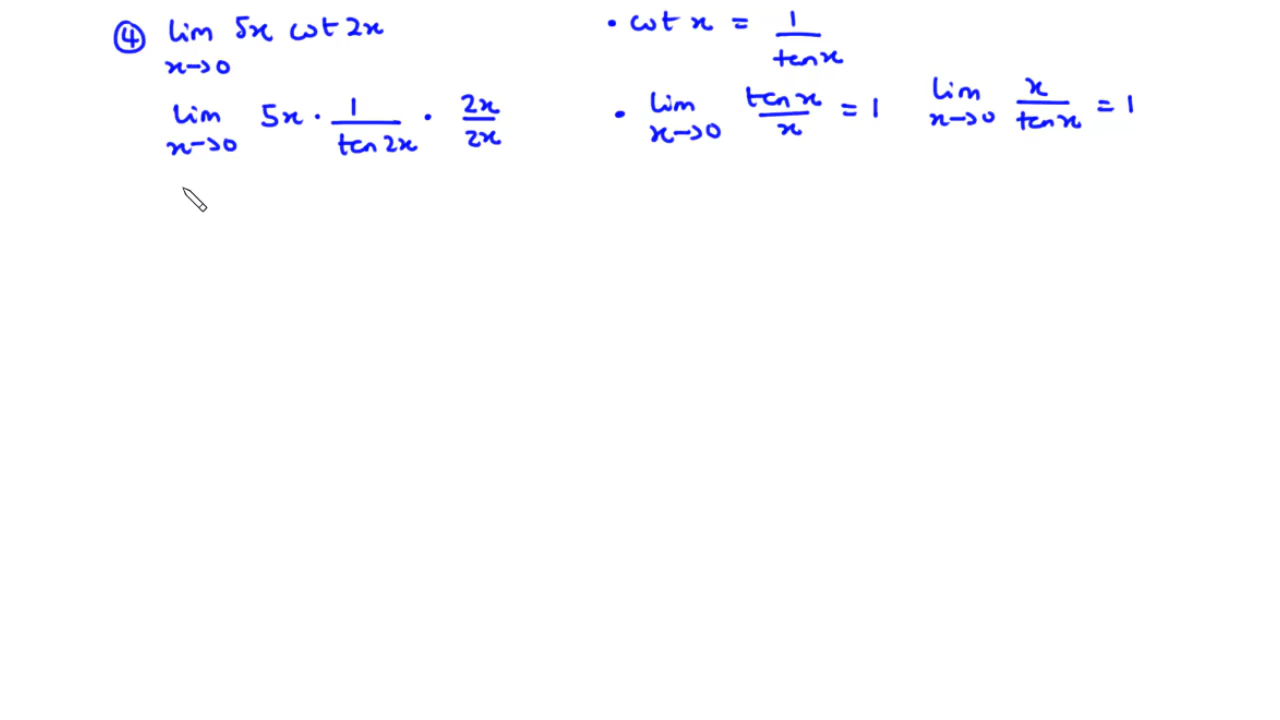 ④ lim 5x cot 2x
x→0
lim 5x · 1/tan 2x · 2x/2x
x→0
• cot x = 1/tan x
• lim tan x/x = 1 lim x/tan x = 1
x→0 x→0